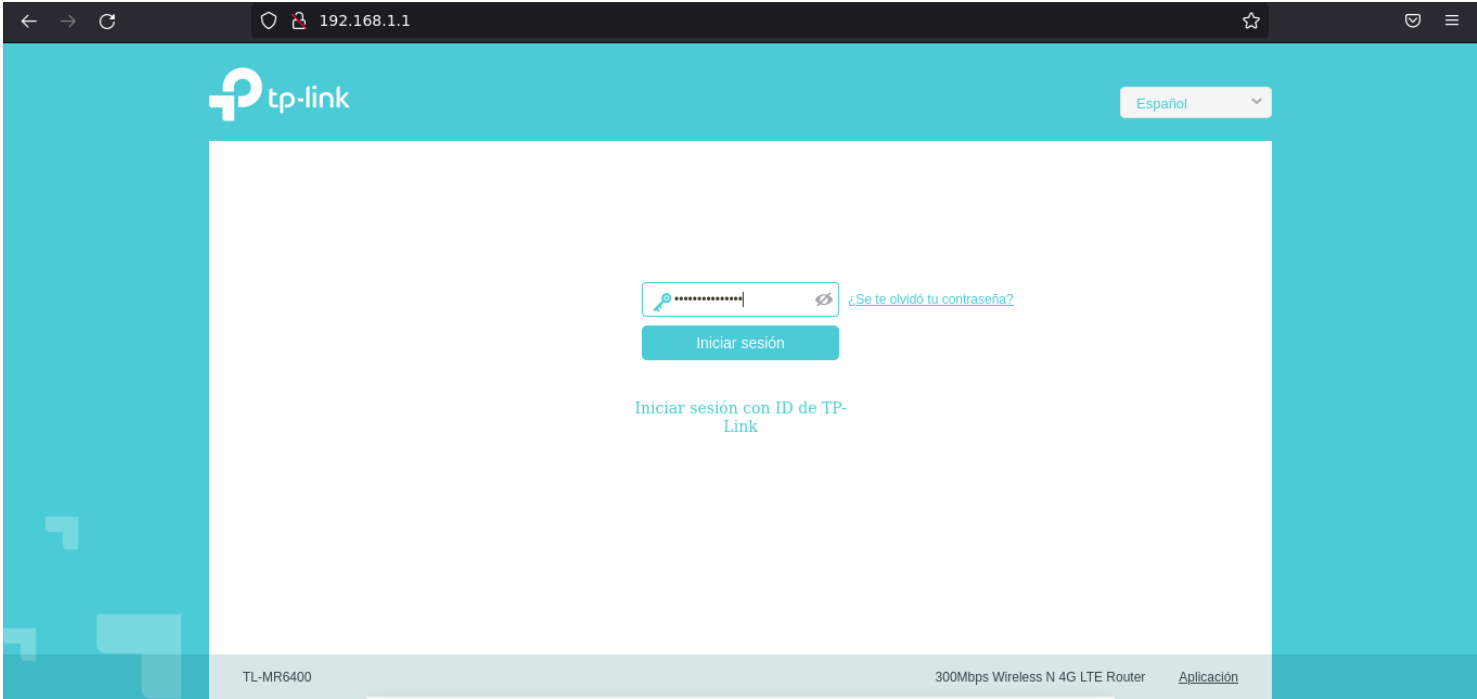 192.168.1.1
tp-link
Español
•••••••••••••••
¿Se te olvidó tu contraseña?
Iniciar sesión
Iniciar sesión con ID de TP-
Link
TL-MR6400
300Mbps Wireless N 4G LTE Router
Aplicación